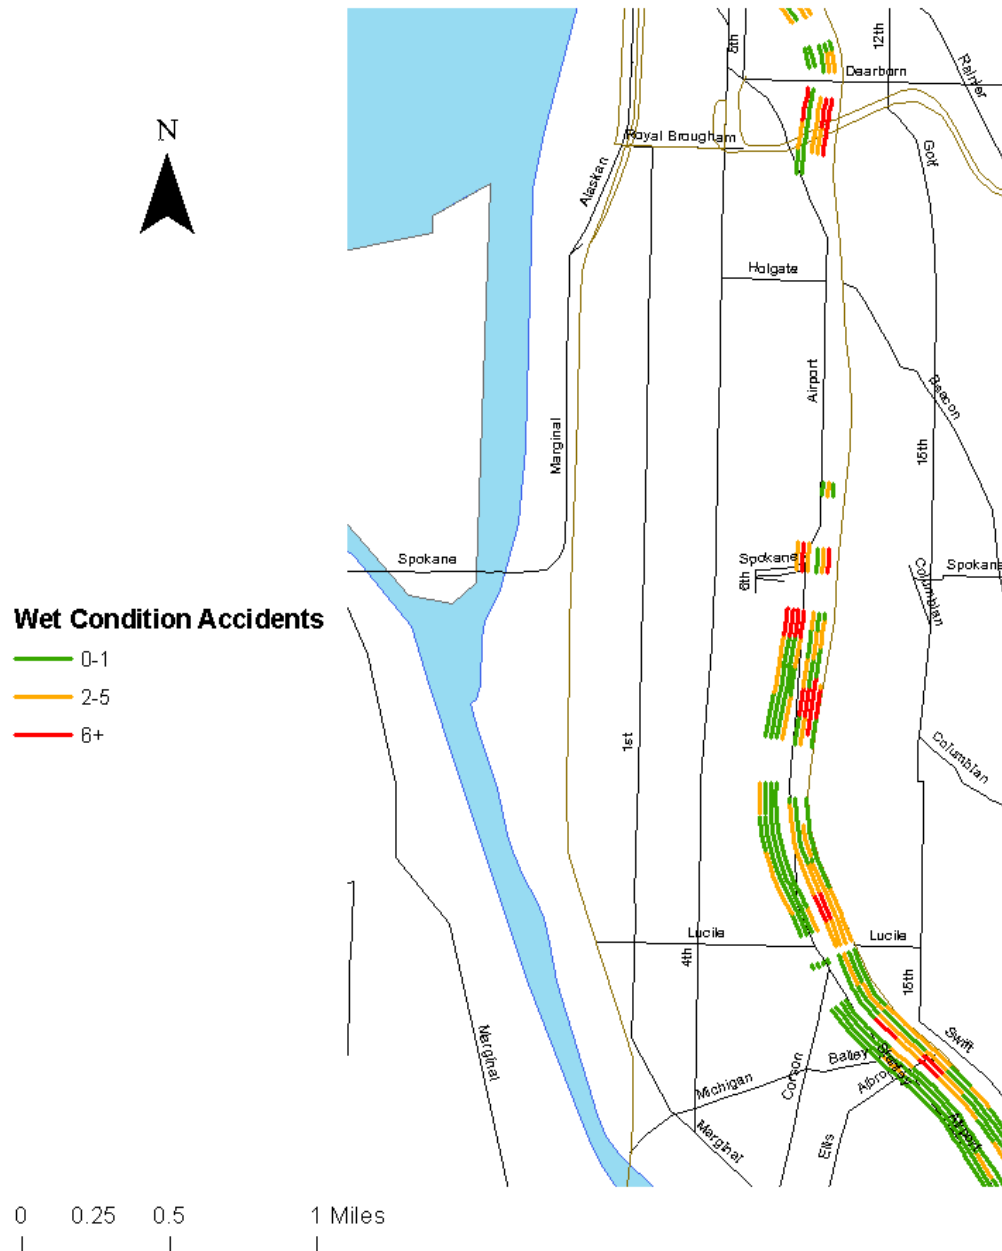 N
8th
12th
Rainier
Dearborn
Royal Brougham
Golf
Alaskan
Holgate
Airport
Beacon
Marginal
15th
Spokane
Spokane
Spokane
6th
Columbian
Wet Condition Accidents
0-1
2-5
6+
1st
Columbian
Lucile
Lucile
4th
15th
Swift
Marginal
Bailey
Stanley
Corson
Michigan
Albro
Airport
Marginal
Ellis
0 0.25 0.5 1 Miles